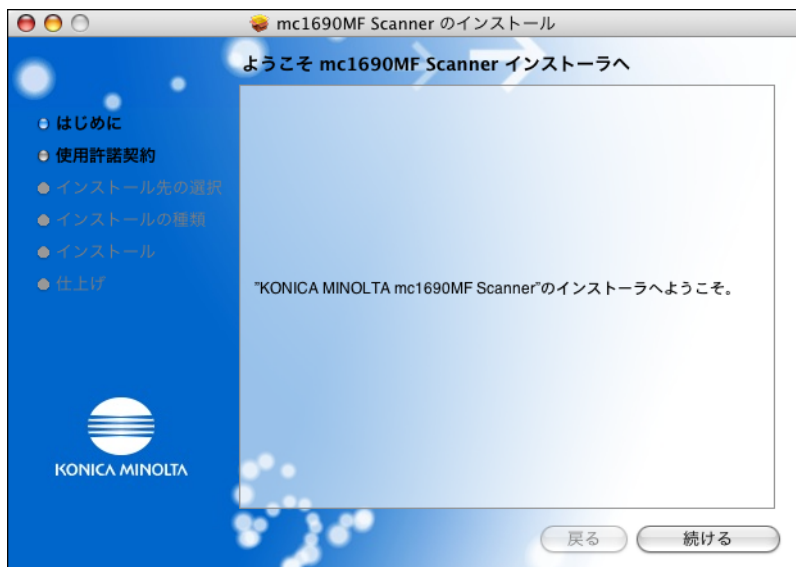 mc1690MF Scanner のインストール
ようこそ mc1690MF Scanner インストーラへ
はじめに
使用許諾契約
インストール先の選択
インストールの種類
インストール
仕上げ
"KONICA MINOLTA mc1690MF Scanner"のインストーラへようこそ。
KONICA MINOLTA
戻る
続ける